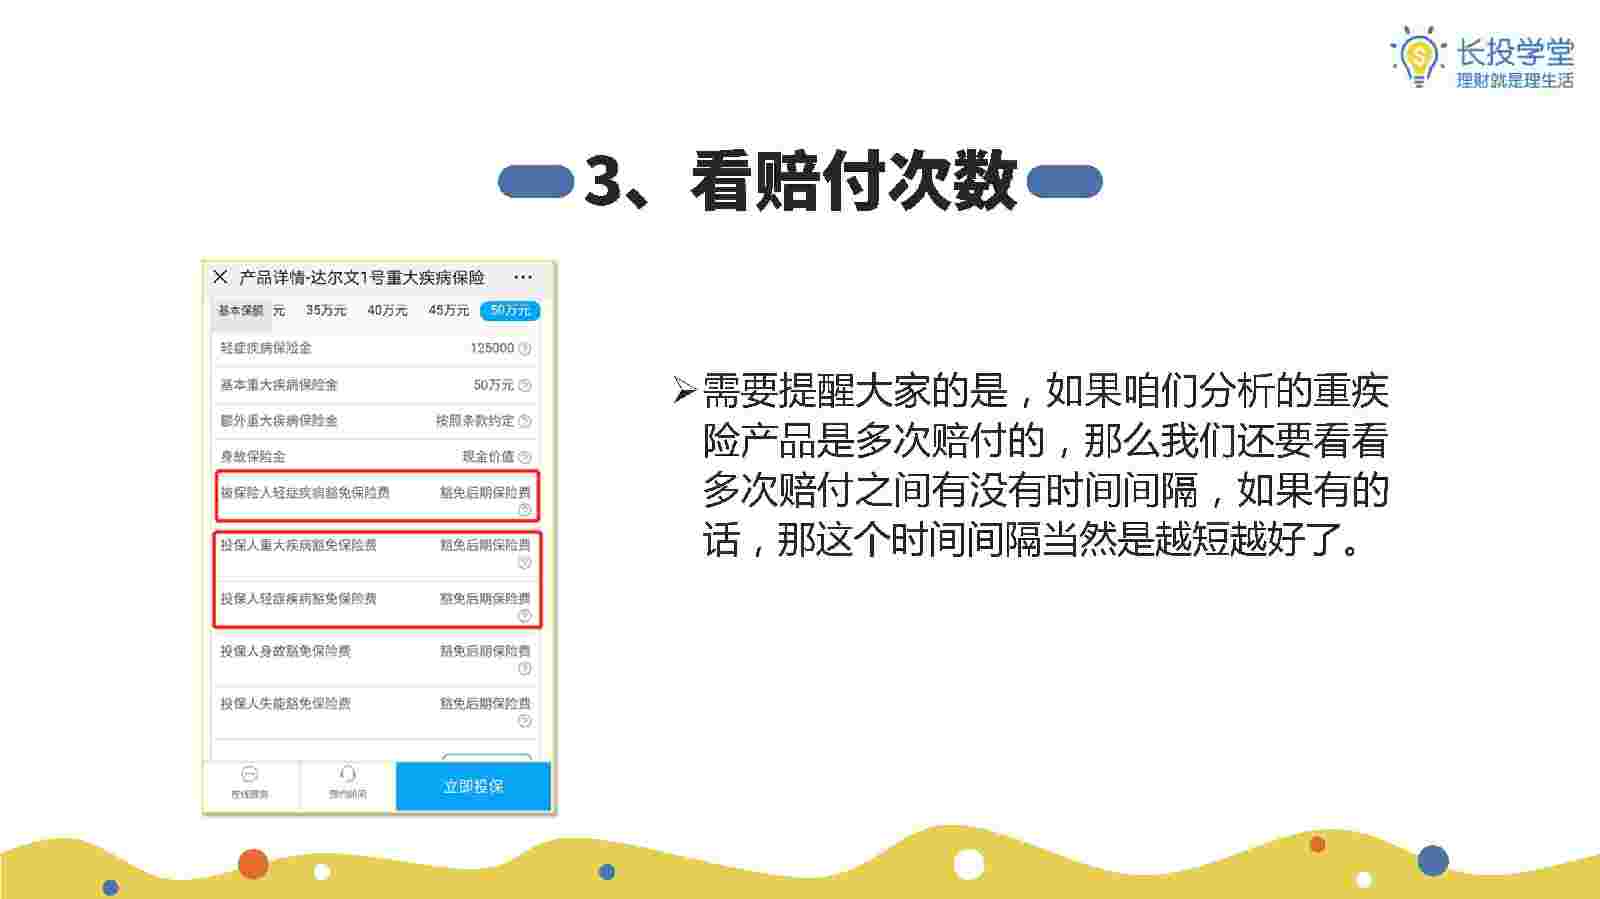 长投学堂
理财就是理生活
3、看赔付次数
产品详情-达尔文1号重大疾病保险 ···
基本保额 元 35万元 40万元 45万元 50万元
轻症疾病保险金 125000
基本重大疾病保险金 50万元
额外重大疾病保险金 按照条款约定
身故保险金 现金价值
被保险人轻症疾病豁免保险费 豁免后期保险费
投保人重大疾病豁免保险费 豁免后期保险费
投保人轻症疾病豁免保险费 豁免后期保险费
投保人身故豁免保险费 豁免后期保险费
投保人失能豁免保险费 豁免后期保险费
立即投保
需要提醒大家的是，如果咱们分析的重疾
险产品是多次赔付的，那么我们还要看看
多次赔付之间有没有时间间隔，如果有的
话，那这个时间间隔当然是越短越好了。